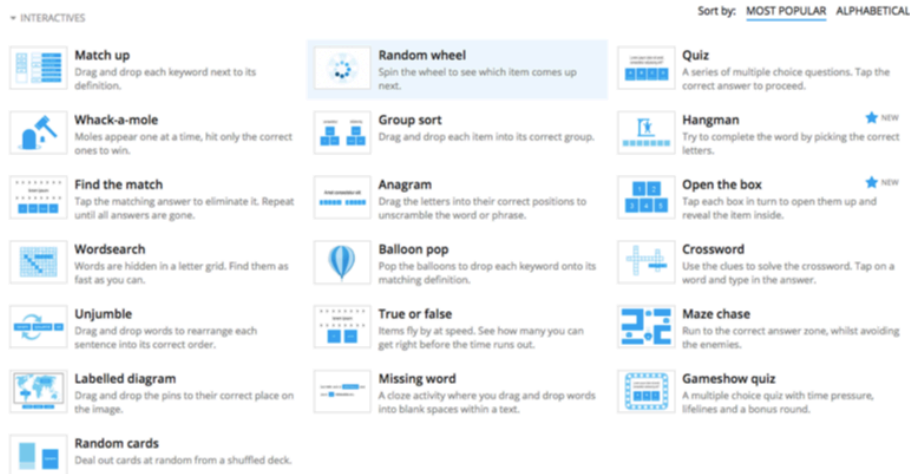 INTERACTIVES
Sort by: MOST POPULAR ALPHABETICAL
Match up
Drag and drop each keyword next to its
definition.
Random wheel
Spin the wheel to see which item comes up
next.
Quiz
A series of multiple choice questions. Tap the
correct answer to proceed.
Whack-a-mole
Moles appear one at a time, hit only the correct
ones to win.
Group sort
Drag and drop each item into its correct group.
Hangman
NEW
Try to complete the word by picking the correct
letters.
Find the match
Tap the matching answer to eliminate it. Repeat
until all answers are gone.
Anagram
Drag the letters into their correct positions to
unscramble the word or phrase.
Open the box
NEW
Tap each box in turn to open them up and
reveal the item inside.
1 2
3 4 5
Wordsearch
Words are hidden in a letter grid. Find them as
fast as you can.
Balloon pop
Pop the balloons to drop each keyword onto its
matching definition.
Crossword
Use the clues to solve the crossword. Tap on a
word and type in the answer.
Unjumble
Drag and drop words to rearrange each
sentence into its correct order.
True or false
Items fly by at speed. See how many you can
get right before the time runs out.
Maze chase
Run to the correct answer zone, whilst avoiding
the enemies.
Labelled diagram
Drag and drop the pins to their correct place on
the image.
Missing word
A cloze activity where you drag and drop words
into blank spaces within a text.
Gameshow quiz
A multiple choice quiz with time pressure,
lifelines and a bonus round.
Random cards
Deal out cards at random from a shuffled deck.